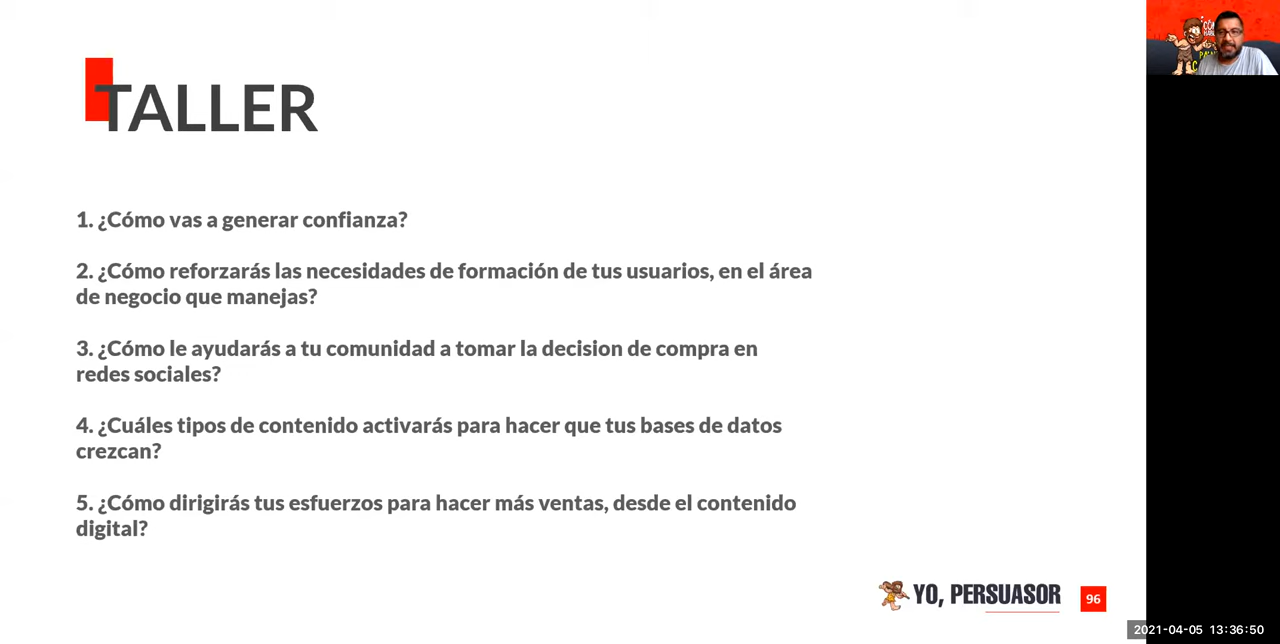 TALLER
1. ¿Cómo vas a generar confianza?
2. ¿Cómo reforzarás las necesidades de formación de tus usuarios, en el área
de negocio que manejas?
3. ¿Cómo le ayudarás a tu comunidad a tomar la decision de compra en
redes sociales?
4. ¿Cuáles tipos de contenido activarás para hacer que tus bases de datos
crezcan?
5. ¿Cómo dirigirás tus esfuerzos para hacer más ventas, desde el contenido
digital?
YO, PERSUASOR
96
2021-04-05 13:36:50